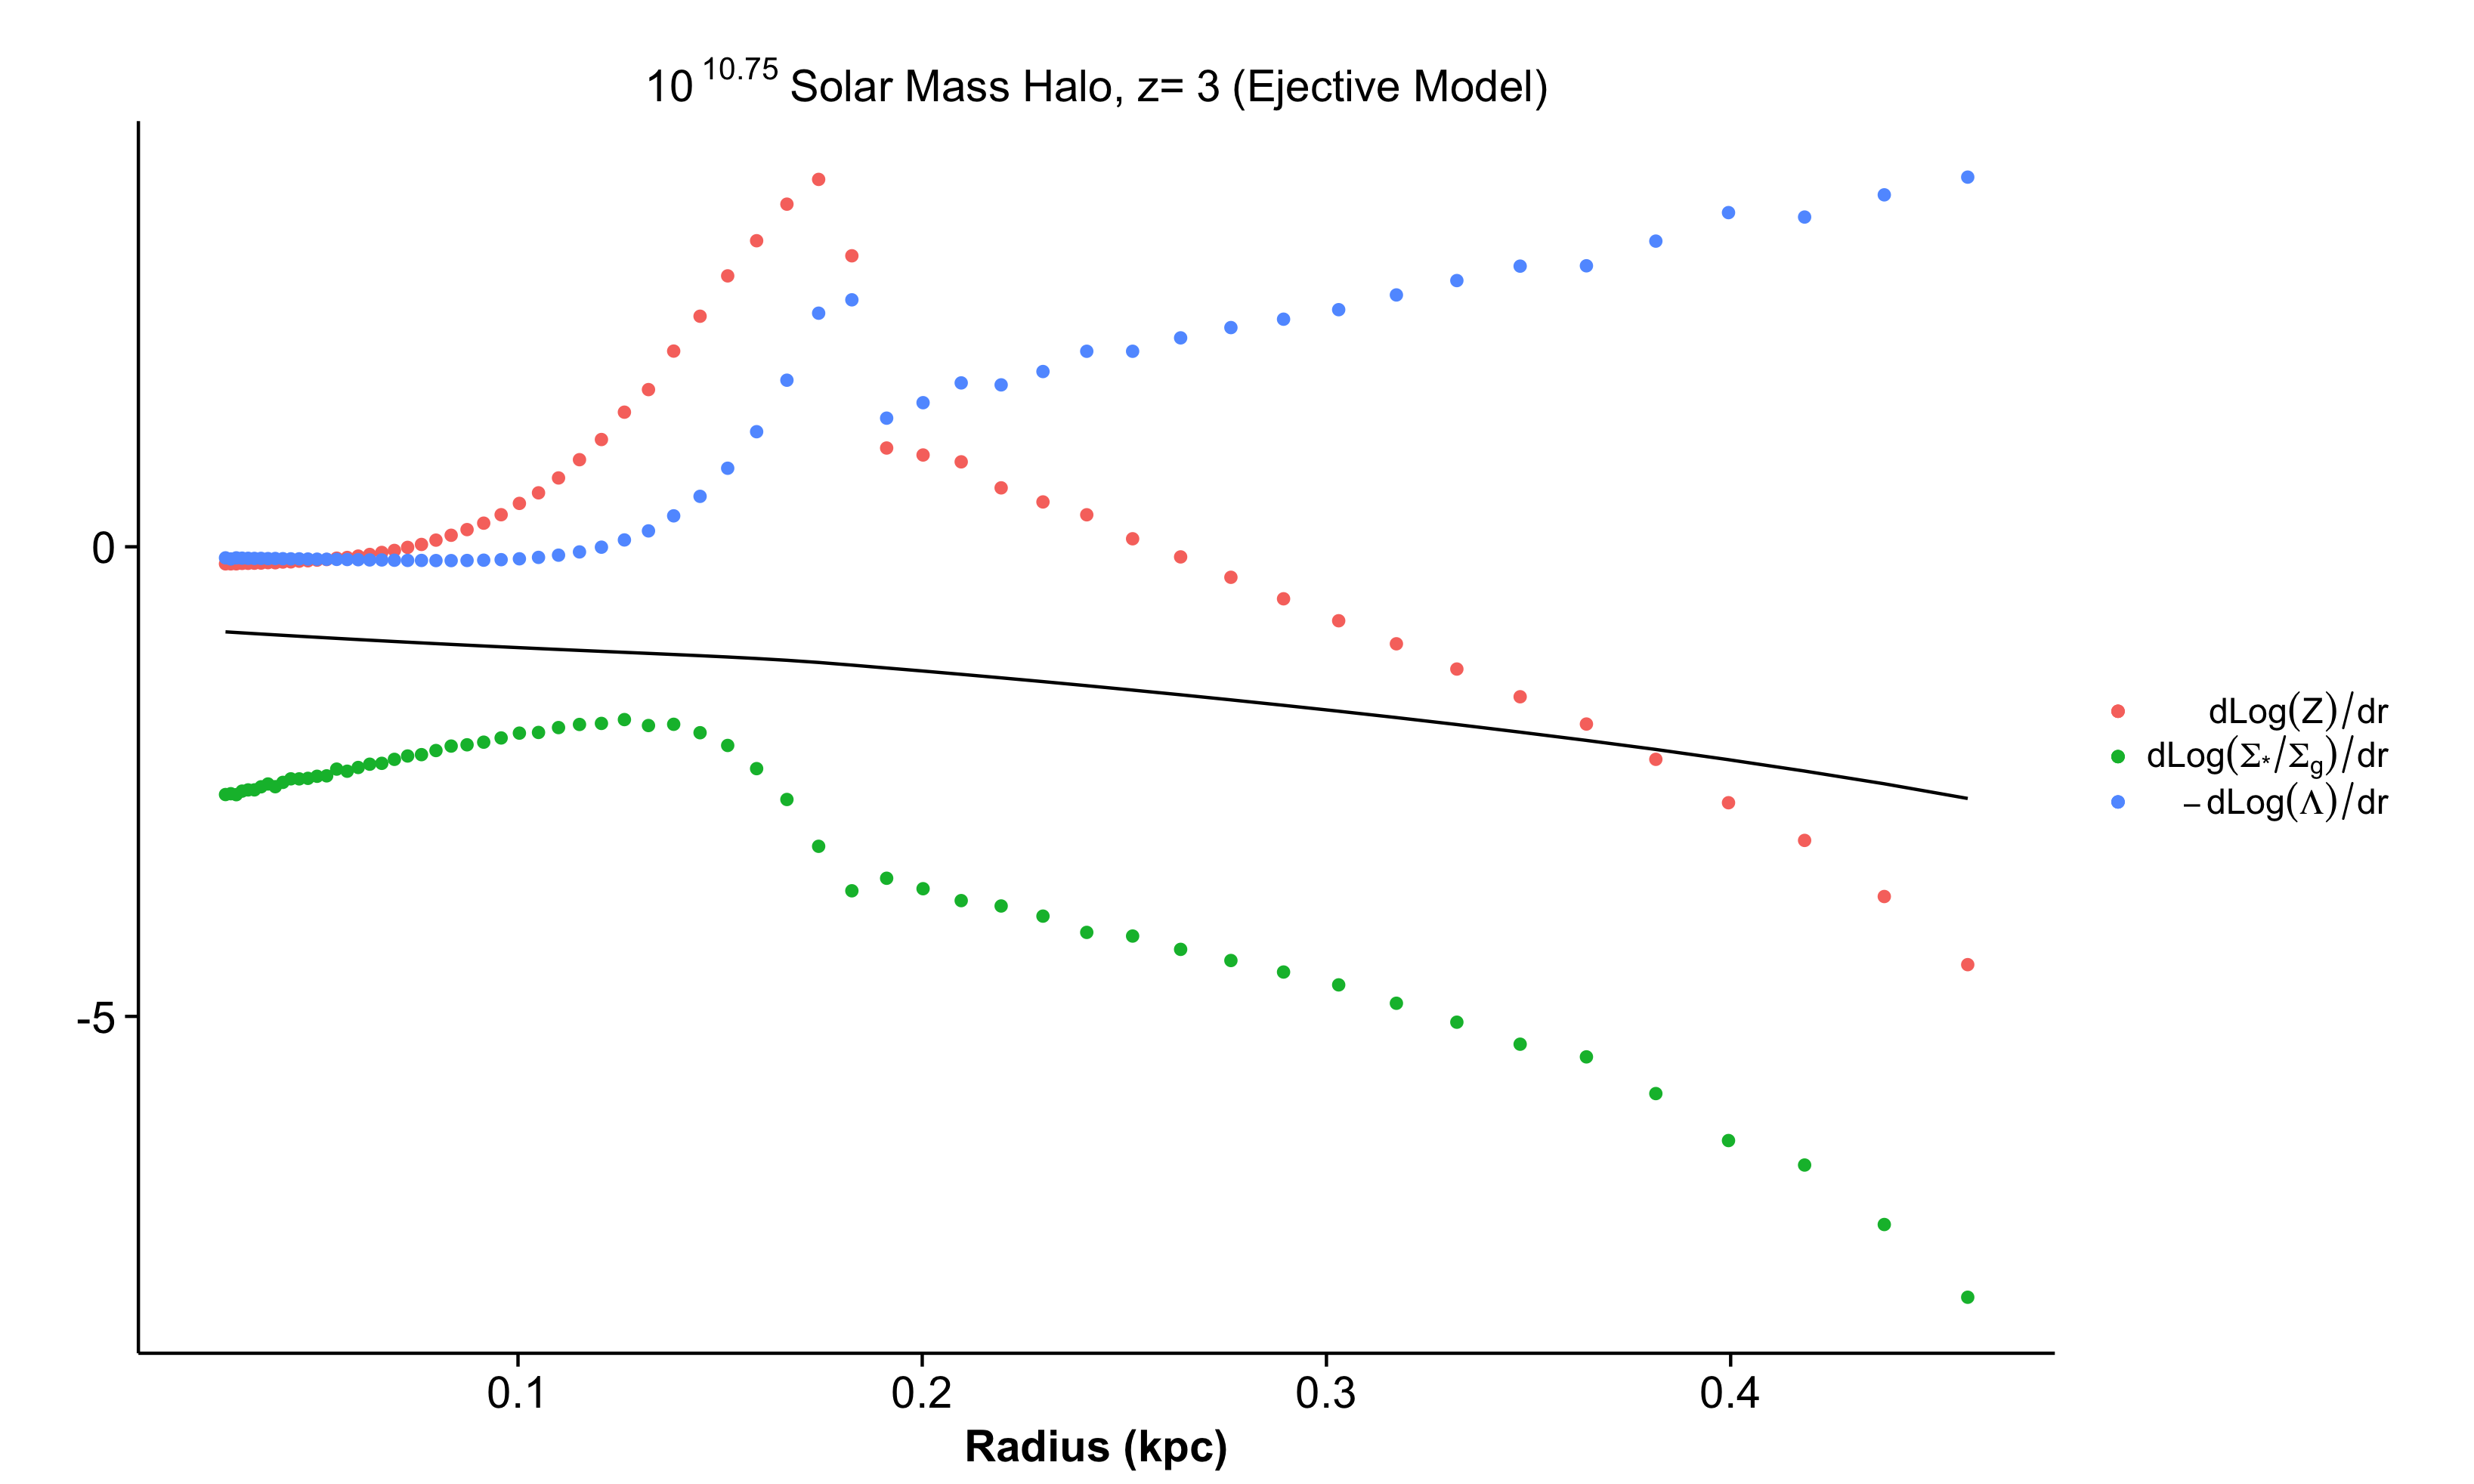 10^10.75 Solar Mass Halo, z= 3 (Ejective Model)
0
-5
0.1 0.2 0.3 0.4
Radius (kpc)
dLog(Z)/dr
dLog(Σ*/Σg)/dr
−dLog(Λ)/dr